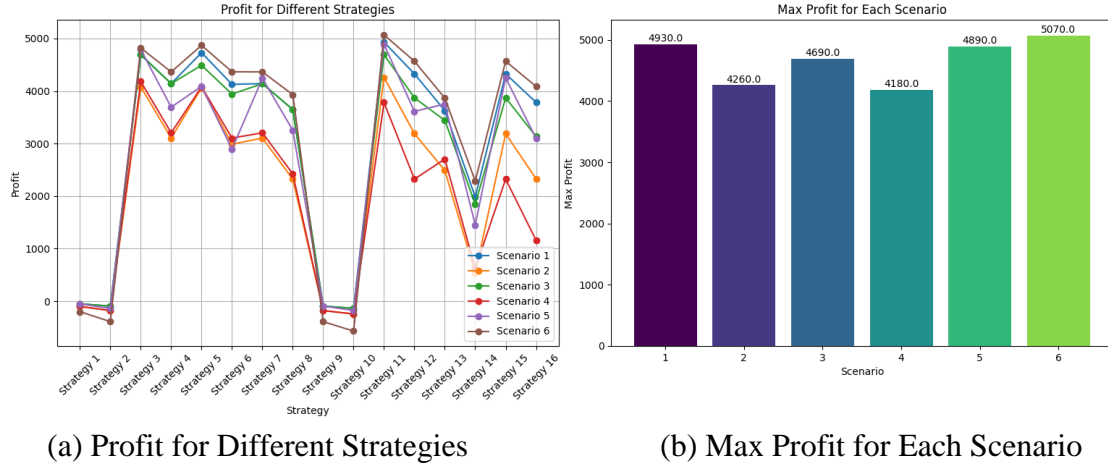 Profit for Different Strategies
Profit
5000
4000
3000
2000
1000
0
Scenario 1
Scenario 2
Scenario 3
Scenario 4
Scenario 5
Scenario 6
Strategy 1
Strategy 2
Strategy 3
Strategy 4
Strategy 5
Strategy 6
Strategy 7
Strategy 8
Strategy 9
Strategy 10
Strategy 11
Strategy 12
Strategy 13
Strategy 14
Strategy 15
Strategy 16
Strategy
(a) Profit for Different Strategies
Max Profit for Each Scenario
Max Profit
5000
4000
3000
2000
1000
0
4930.0
4260.0
4690.0
4180.0
4890.0
5070.0
1 2 3 4 5 6
Scenario
(b) Max Profit for Each Scenario